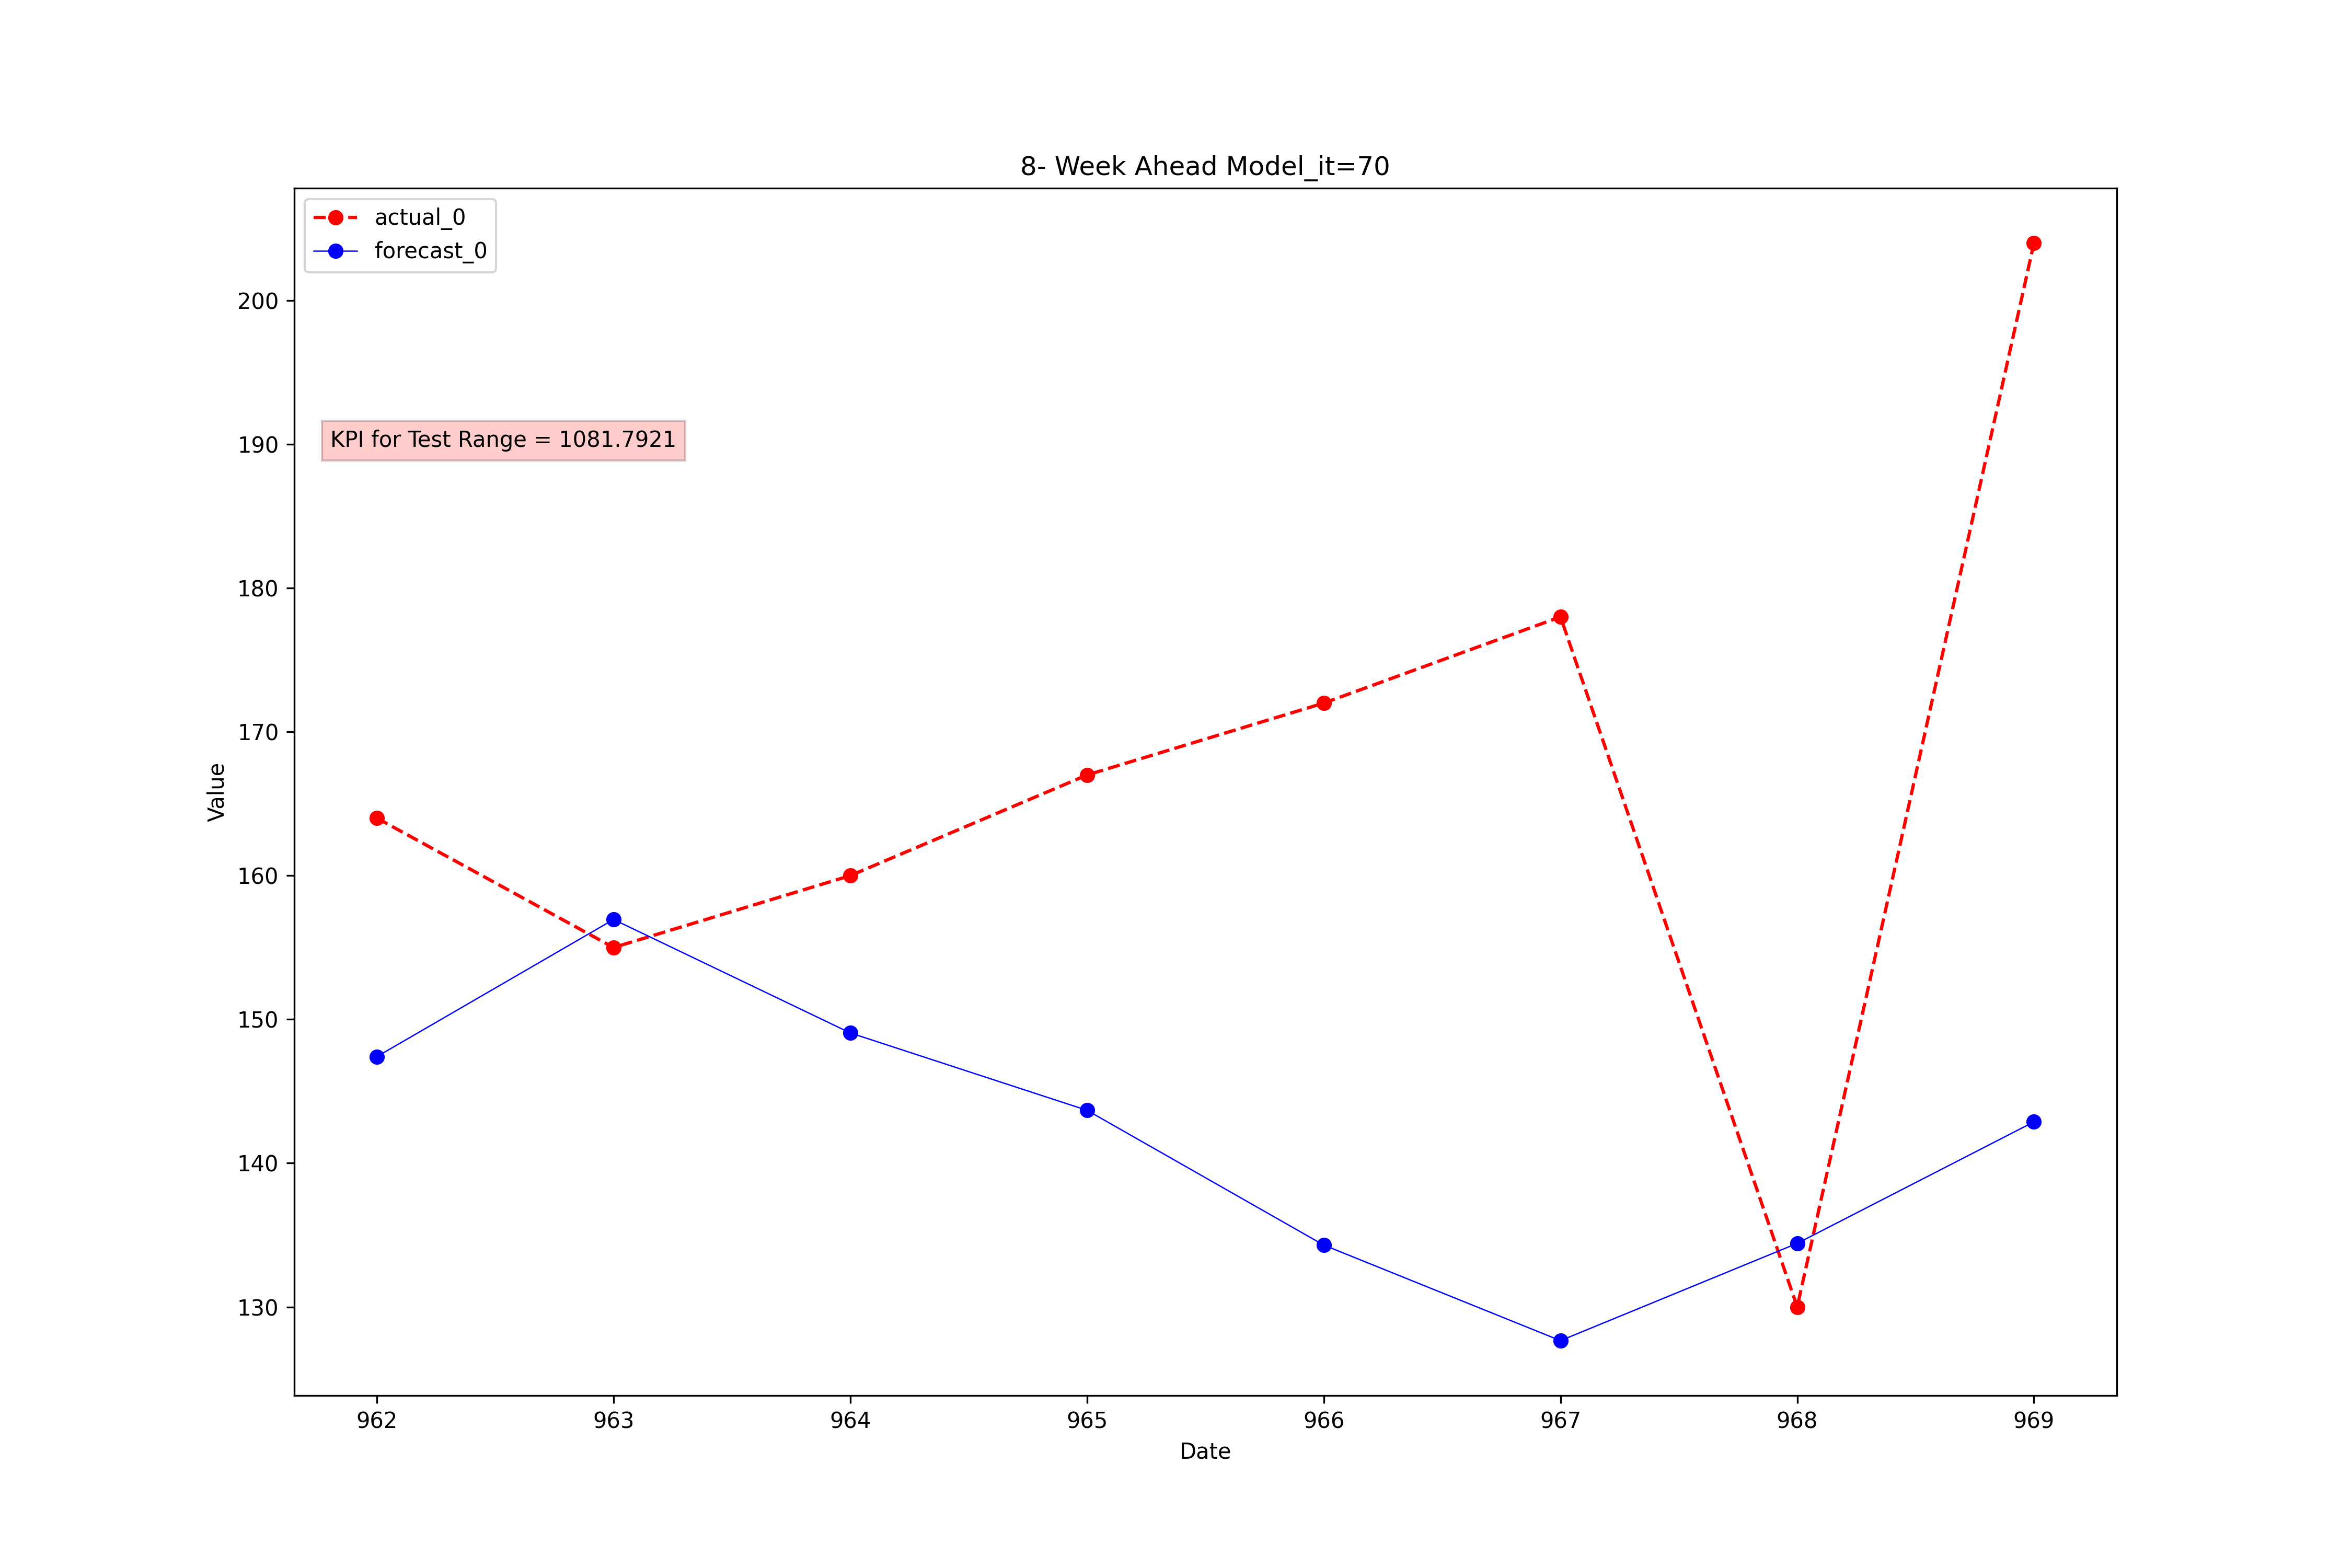 8- Week Ahead Model_it=70
actual_0
forecast_0
KPI for Test Range = 1081.7921
200
190
180
170
160
150
140
130
Value
962 963 964 965 966 967 968 969
Date